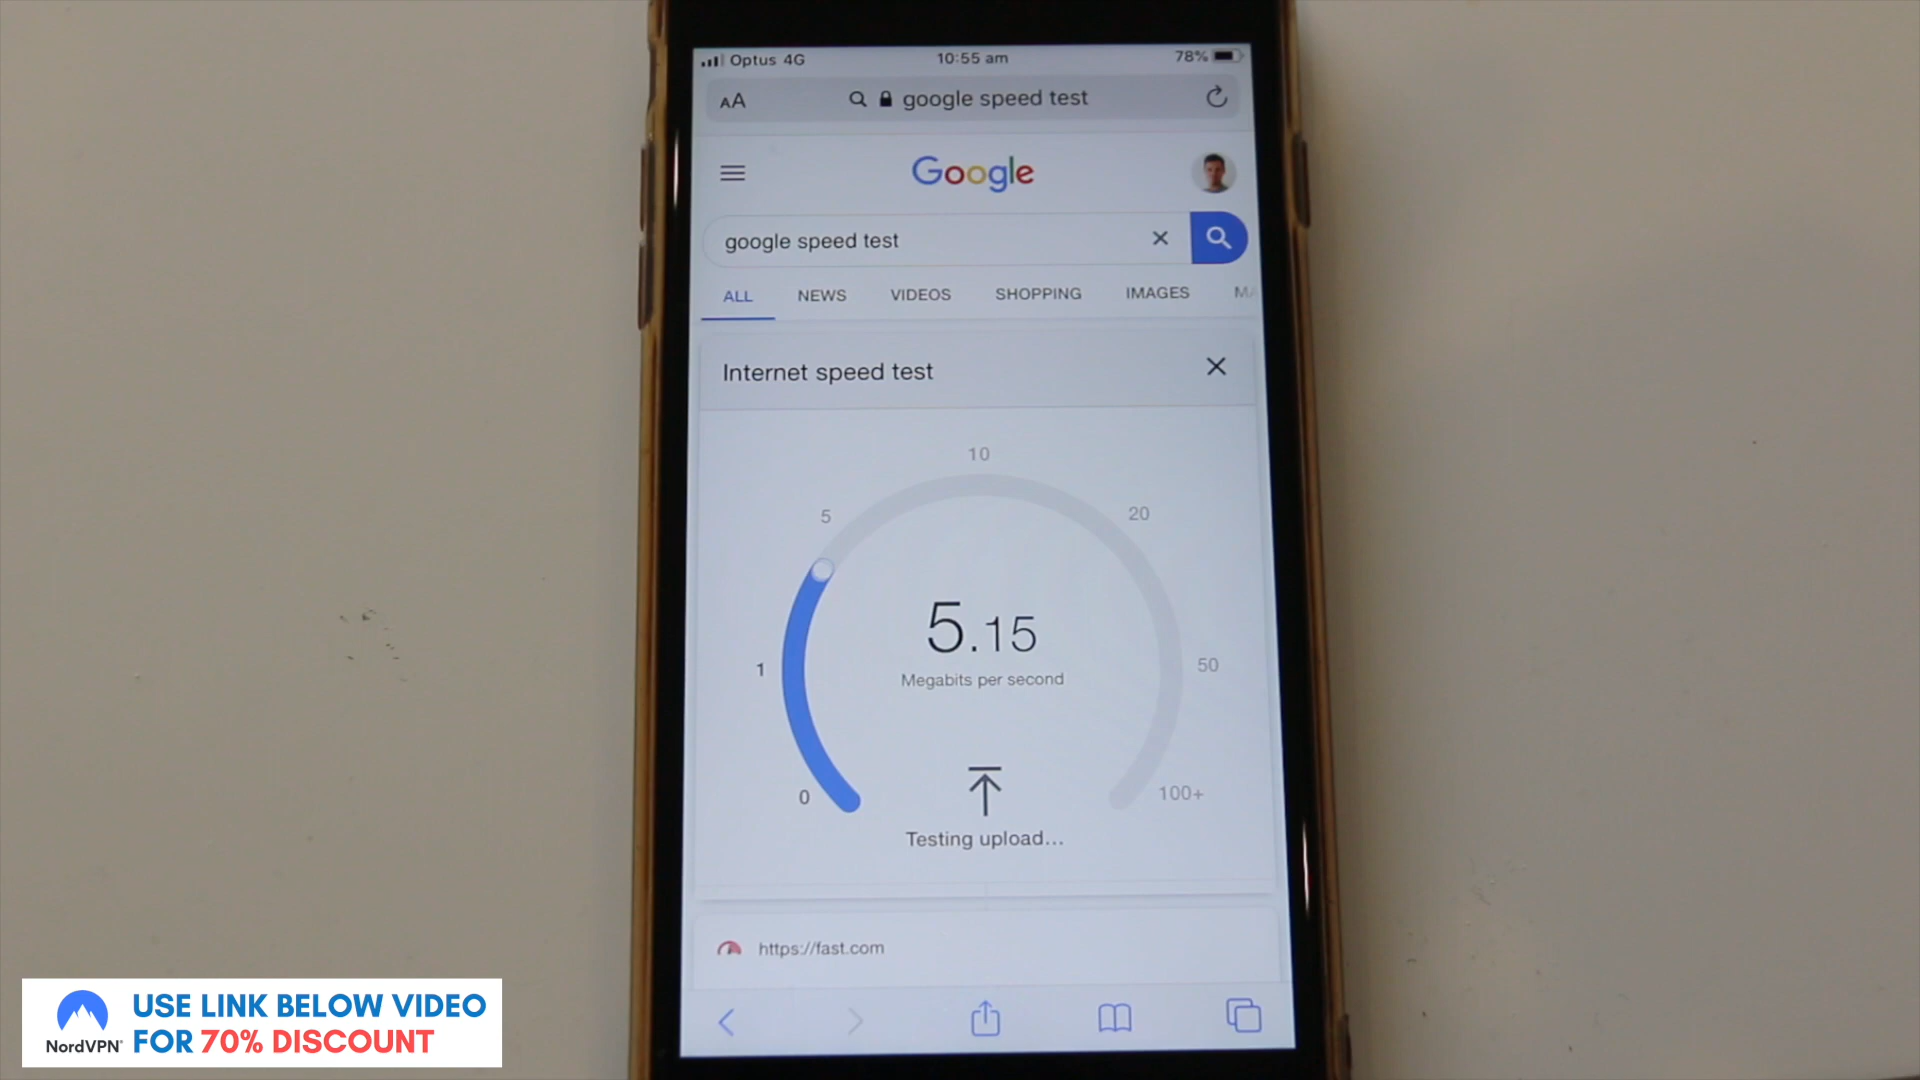 Optus 4G 10:55 am 78%
AA google speed test
Google
google speed test
ALL NEWS VIDEOS SHOPPING IMAGES MA
Internet speed test
10
5 20
5.15
1 50
Megabits per second
0 100+
Testing upload...
https://fast.com
NordVPN
USE LINK BELOW VIDEO
FOR 70% DISCOUNT